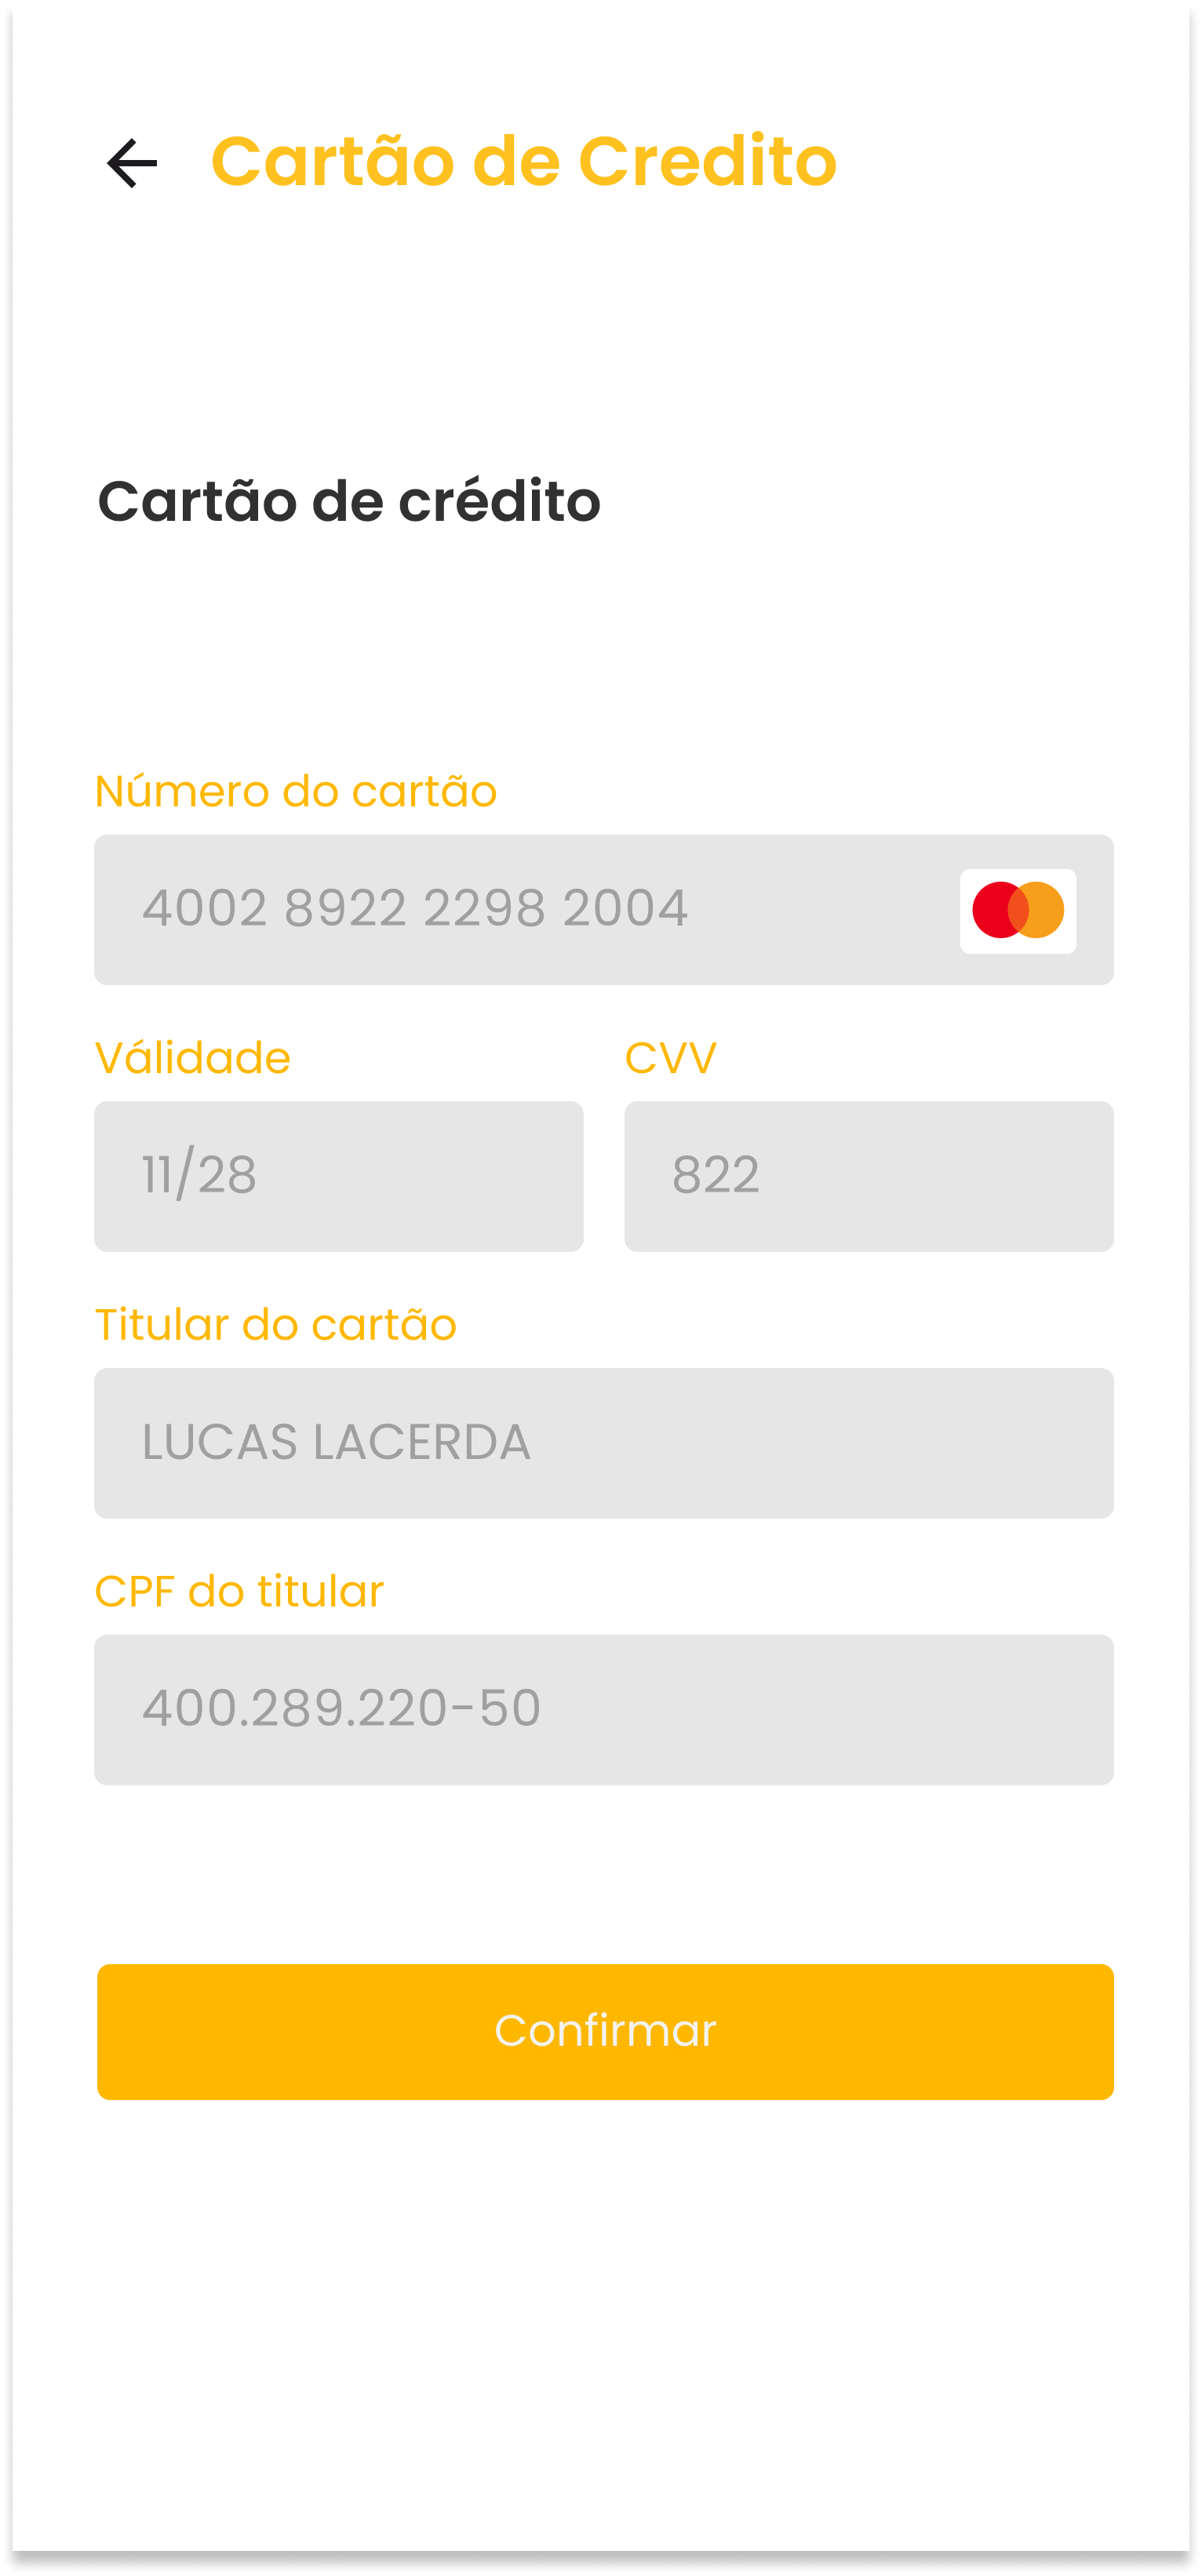 Cartão de Credito
Cartão de crédito
Número do cartão
4002 8922 2298 2004
Válidade
CVV
11/28
822
Titular do cartão
LUCAS LACERDA
CPF do titular
400.289.220-50
Confirmar